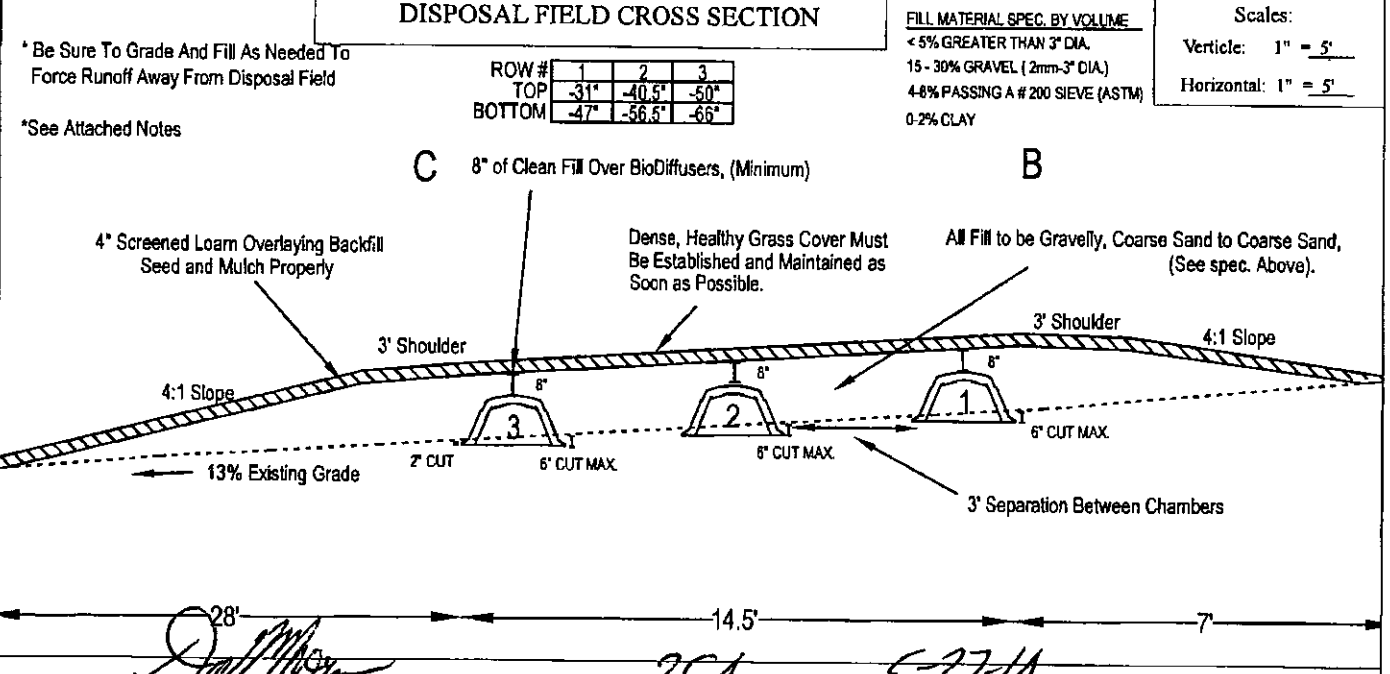 DISPOSAL FIELD CROSS SECTION
* Be Sure To Grade And Fill As Needed To
Force Runoff Away From Disposal Field
*See Attached Notes
ROW # 1 2 3
TOP -31" -40.5" -50"
BOTTOM -47" -56.5" -66"
FILL MATERIAL SPEC. BY VOLUME
< 5% GREATER THAN 3" DIA.
15 - 30% GRAVEL ( 2mm-3" DIA.)
4-8% PASSING A # 200 SIEVE (ASTM)
0-2% CLAY
Scales:
Verticle: 1" = 5'
Horizontal: 1" = 5'
C
8" of Clean Fill Over BioDiffusers, (Minimum)
B
4" Screened Loam Overlaying Backfill
Seed and Mulch Properly
Dense, Healthy Grass Cover Must
Be Established and Maintained as
Soon as Possible.
All Fill to be Gravelly, Coarse Sand to Coarse Sand,
(See spec. Above).
3' Shoulder
3' Shoulder
4:1 Slope
4:1 Slope
8"
8"
8"
3
2
1
2" CUT
6" CUT MAX.
6" CUT MAX.
6" CUT MAX.
13% Existing Grade
3' Separation Between Chambers
28'
14.5'
7'